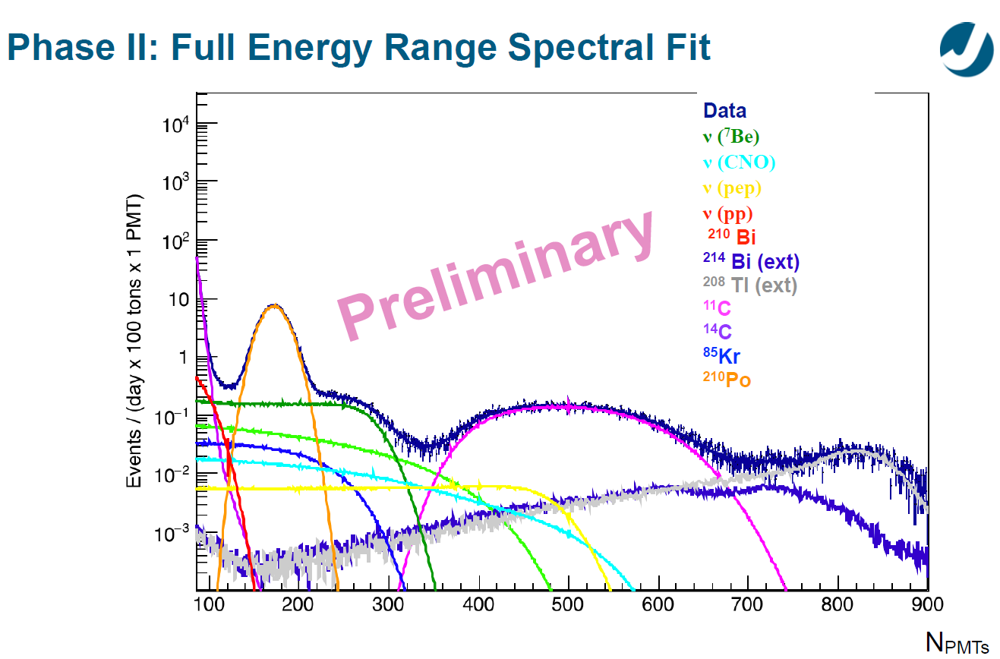 Phase II: Full Energy Range Spectral Fit
Data
ν (⁷Be)
ν (CNO)
ν (pep)
ν (pp)
²¹⁰ Bi
²¹⁴ Bi (ext)
²⁰⁸ Tl (ext)
¹¹C
¹⁴C
⁸⁵Kr
²¹⁰Po
Preliminary
Events / (day x 100 tons x 1 PMT)
10⁴
10³
10²
10
1
10⁻¹
10⁻²
10⁻³
100 200 300 400 500 600 700 800 900
N_PMTs